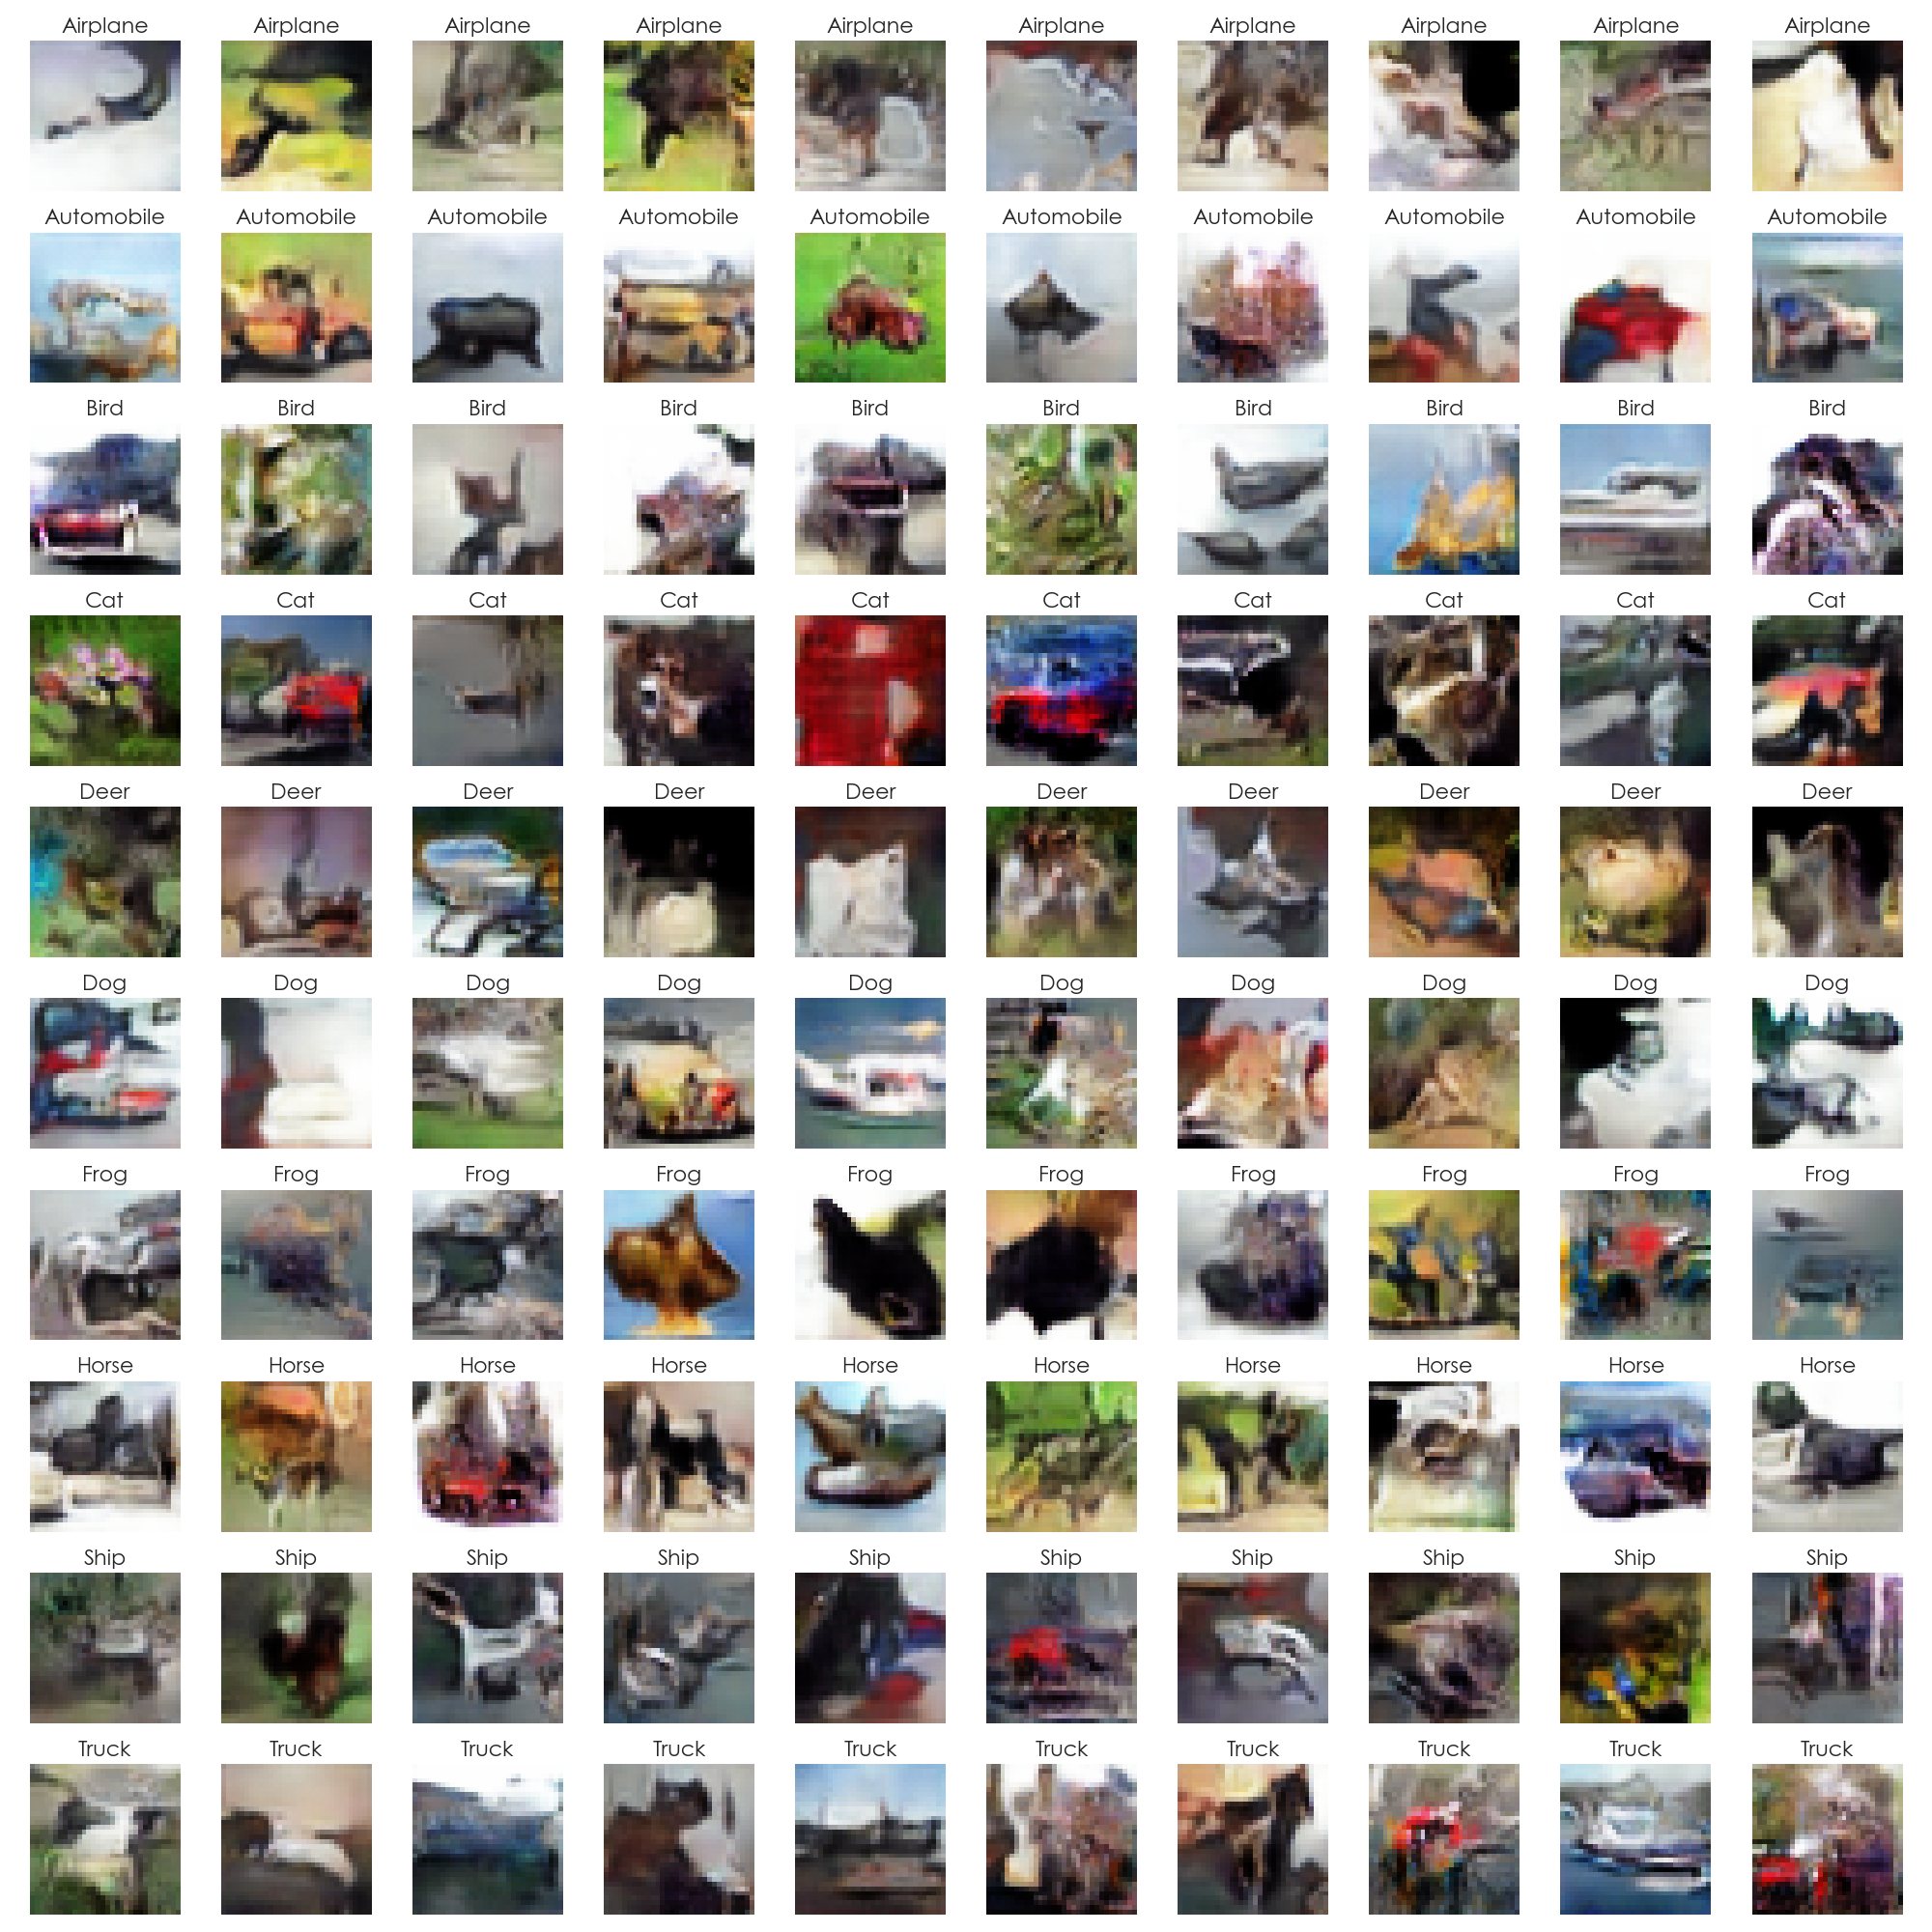 Airplane Airplane Airplane Airplane Airplane Airplane Airplane Airplane Airplane Airplane
Automobile Automobile Automobile Automobile Automobile Automobile Automobile Automobile Automobile Automobile
Bird Bird Bird Bird Bird Bird Bird Bird Bird Bird
Cat Cat Cat Cat Cat Cat Cat Cat Cat Cat
Deer Deer Deer Deer Deer Deer Deer Deer Deer Deer
Dog Dog Dog Dog Dog Dog Dog Dog Dog Dog
Frog Frog Frog Frog Frog Frog Frog Frog Frog Frog
Horse Horse Horse Horse Horse Horse Horse Horse Horse Horse
Ship Ship Ship Ship Ship Ship Ship Ship Ship Ship
Truck Truck Truck Truck Truck Truck Truck Truck Truck Truck